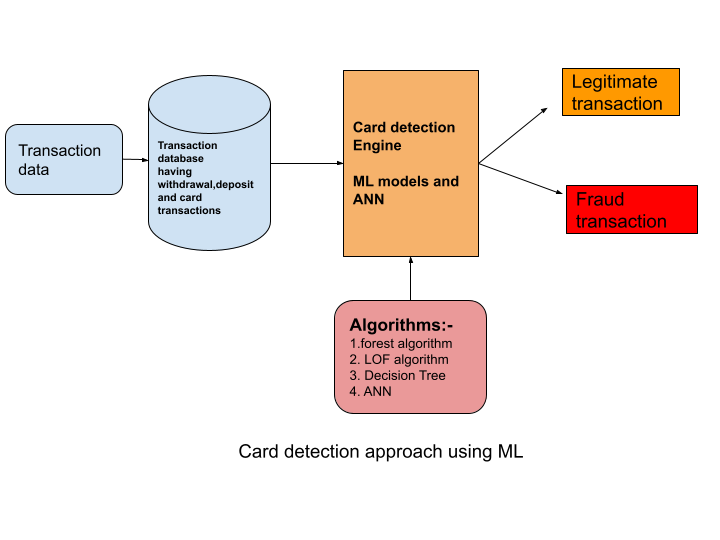 Transaction
data
Transaction
database
having
withdrawal,deposit
and card
transactions
Card detection
Engine
ML models and
ANN
Legitimate
transaction
Fraud
transaction
Algorithms:-
1.forest algorithm
2. LOF algorithm
3. Decision Tree
4. ANN
Card detection approach using ML